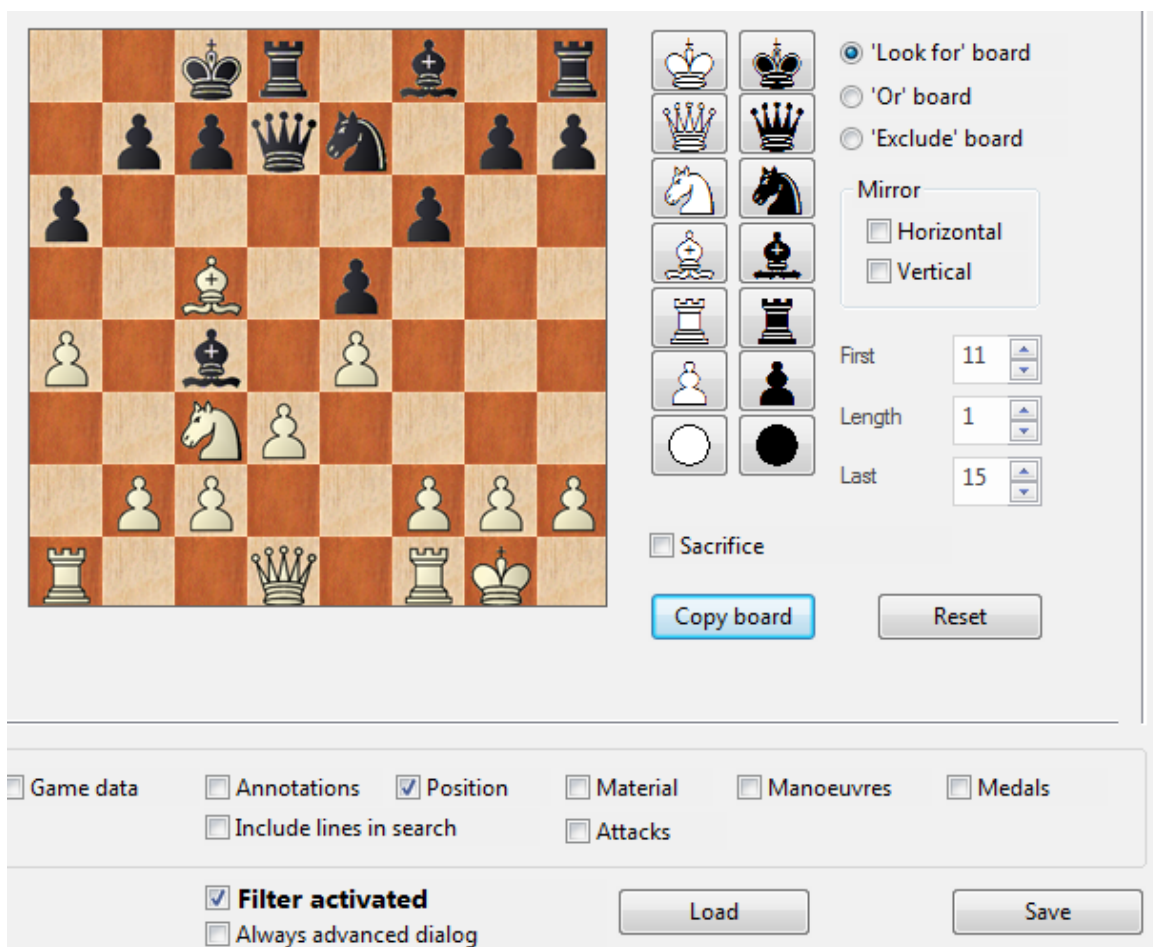 'Look for' board
'Or' board
'Exclude' board
Mirror
Horizontal
Vertical
First 11
Length 1
Last 15
Sacrifice
Copy board Reset
Game data Annotations Position Material Manoeuvres Medals
Include lines in search Attacks
Filter activated Load Save
Always advanced dialog